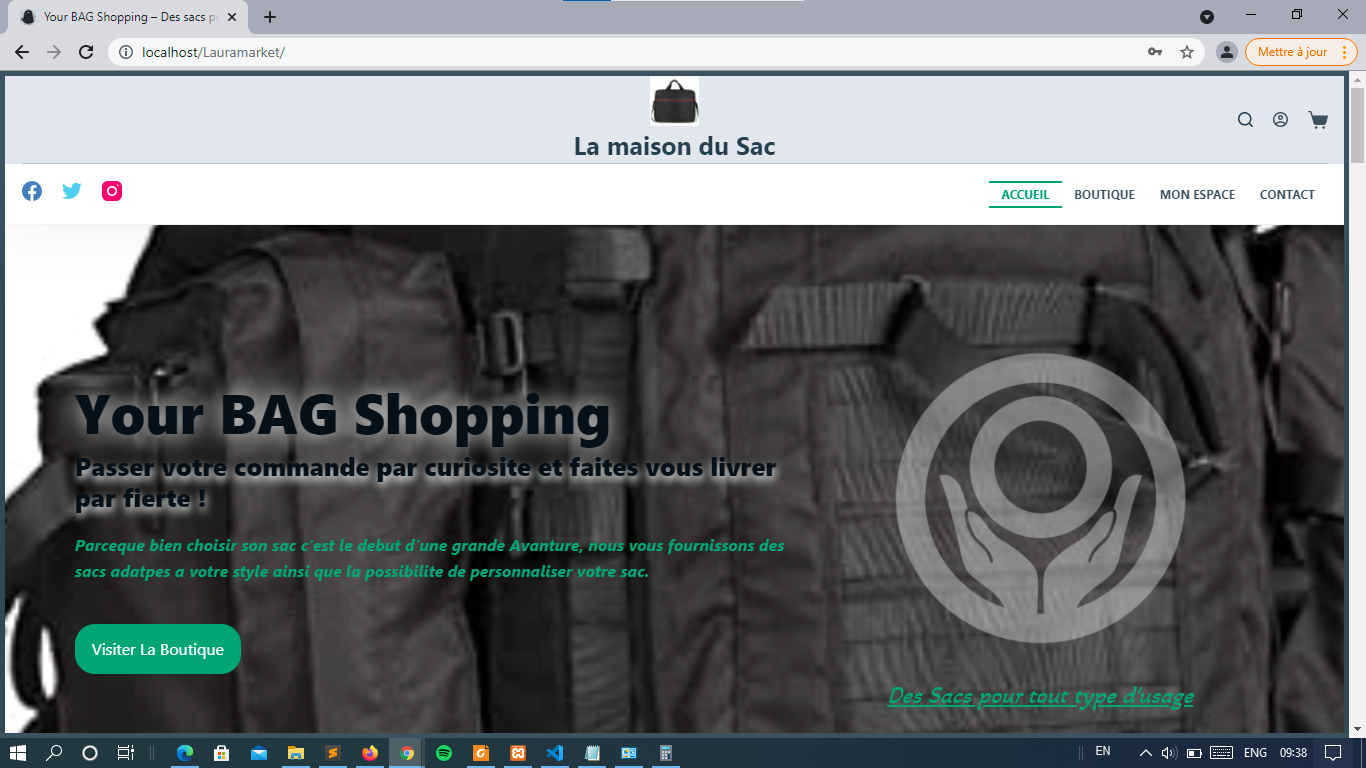 Your BAG Shopping – Des sacs p
localhost/Lauramarket/
Mettre à jour
La maison du Sac
ACCUEIL BOUTIQUE MON ESPACE CONTACT
Your BAG Shopping
Passer votre commande par curiosite et faites vous livrer
par fierte !
Parceque bien choisir son sac c'est le debut d'une grande Avanture, nous vous fournissons des
sacs adatpes a votre style ainsi que la possibilite de personnaliser votre sac.
Visiter La Boutique
Des Sacs pour tout type d'usage
EN ENG 09:38